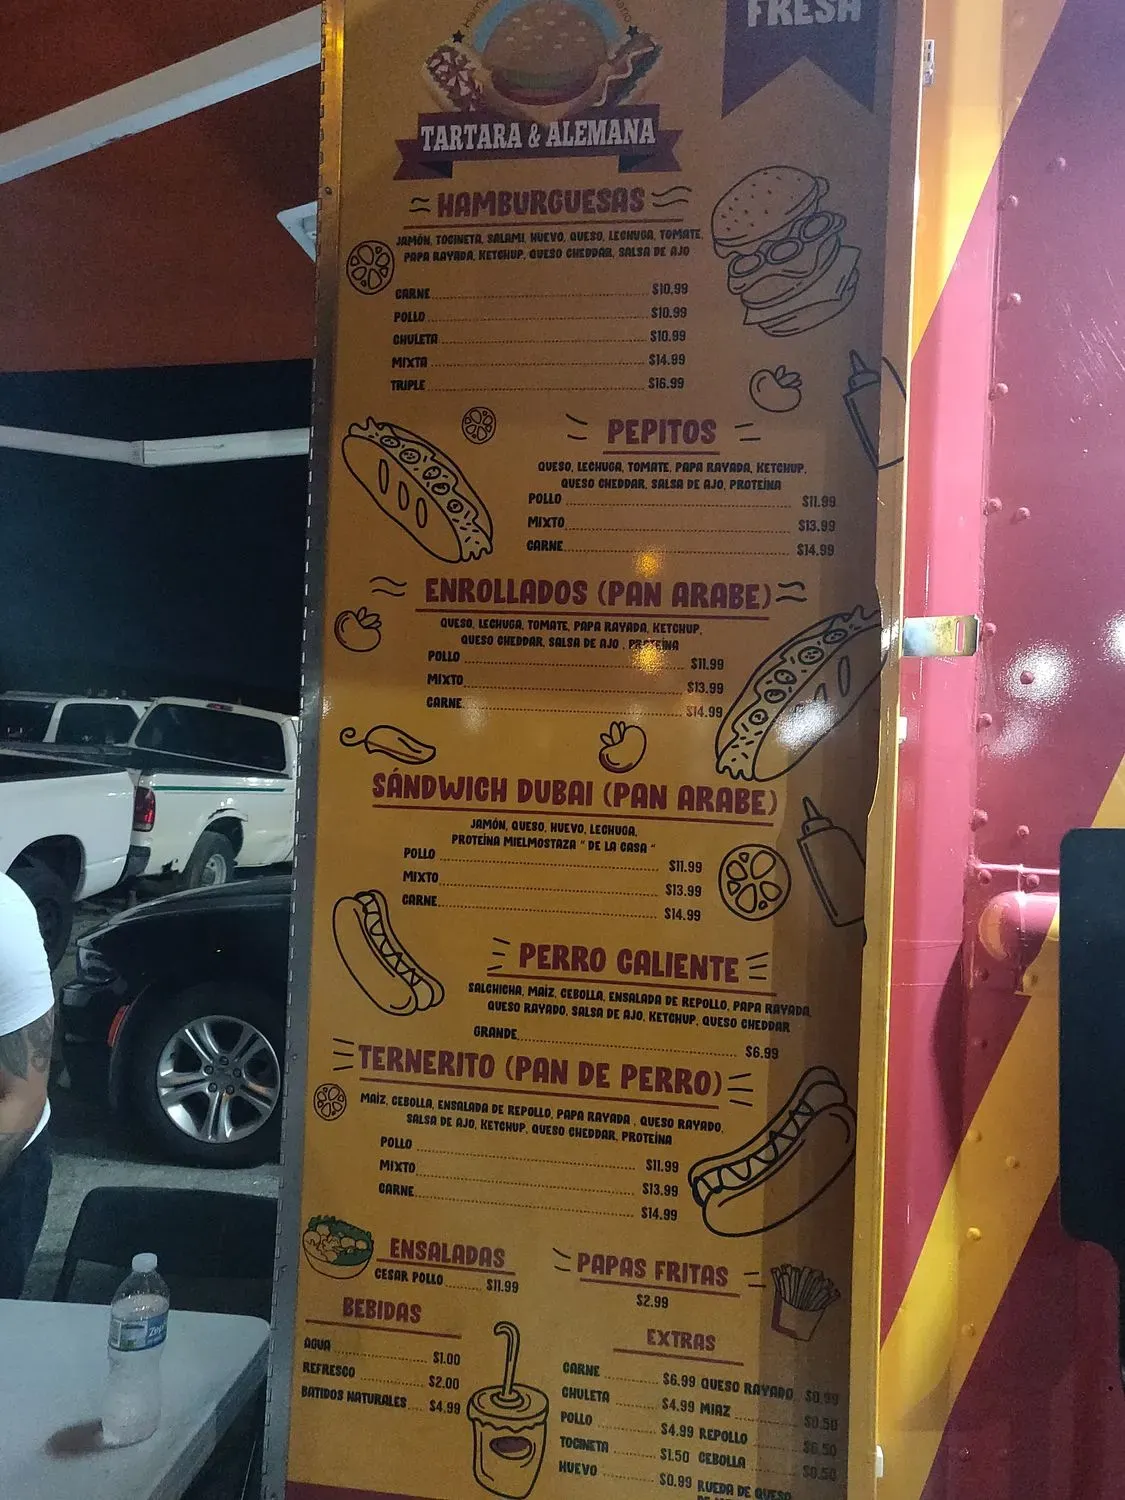 FRESH
TARTARA & ALEMANA
HAMBURGUESAS
JAMÓN, TOCINETA, SALAMI, HUEVO, QUESO, LECHUGA, TOMATE,
PAPA RAYADA, KETCHUP, QUESO CHEDDAR, SALSA DE AJO
CARNE $10.99
POLLO $10.99
CHULETA $10.99
MIXTA $14.99
TRIPLE $16.99
PEPITOS
QUESO, LECHUGA, TOMATE, PAPA RAYADA, KETCHUP,
QUESO CHEDDAR, SALSA DE AJO, PROTEÍNA
POLLO $11.99
MIXTO $13.99
CARNE $14.99
ENROLLADOS (PAN ARABE)
QUESO, LECHUGA, TOMATE, PAPA RAYADA, KETCHUP,
QUESO CHEDDAR, SALSA DE AJO , PROTEÍNA
POLLO $11.99
MIXTO $13.99
CARNE $14.99
SÁNDWICH DUBAI (PAN ARABE)
JAMÓN, QUESO, HUEVO, LECHUGA,
PROTEÍNA MIELMOSTAZA " DE LA CASA "
POLLO $11.99
MIXTO $13.99
CARNE $14.99
PERRO CALIENTE
SALCHICHA, MAÍZ, CEBOLLA, ENSALADA DE REPOLLO, PAPA RAYADA,
QUESO RAYADO, SALSA DE AJO, KETCHUP, QUESO CHEDDAR
GRANDE $6.99
TERNERITO (PAN DE PERRO)
MAÍZ, CEBOLLA, ENSALADA DE REPOLLO, PAPA RAYADA , QUESO RAYADO,
SALSA DE AJO, KETCHUP, QUESO CHEDDAR, PROTEÍNA
POLLO $11.99
MIXTO $13.99
CARNE $14.99
ENSALADAS
CESAR POLLO $11.99
PAPAS FRITAS
$2.99
BEBIDAS
AGUA $1.00
REFRESCO $2.00
BATIDOS NATURALES $4.99
EXTRAS
CARNE $6.99
CHULETA $4.99
POLLO $4.99
TOCINETA $1.50
HUEVO $0.99
QUESO RAYADO $0.99
MIAZ $0.50
REPOLLO $0.50
CEBOLLA $0.50
RUEDA DE QUESO